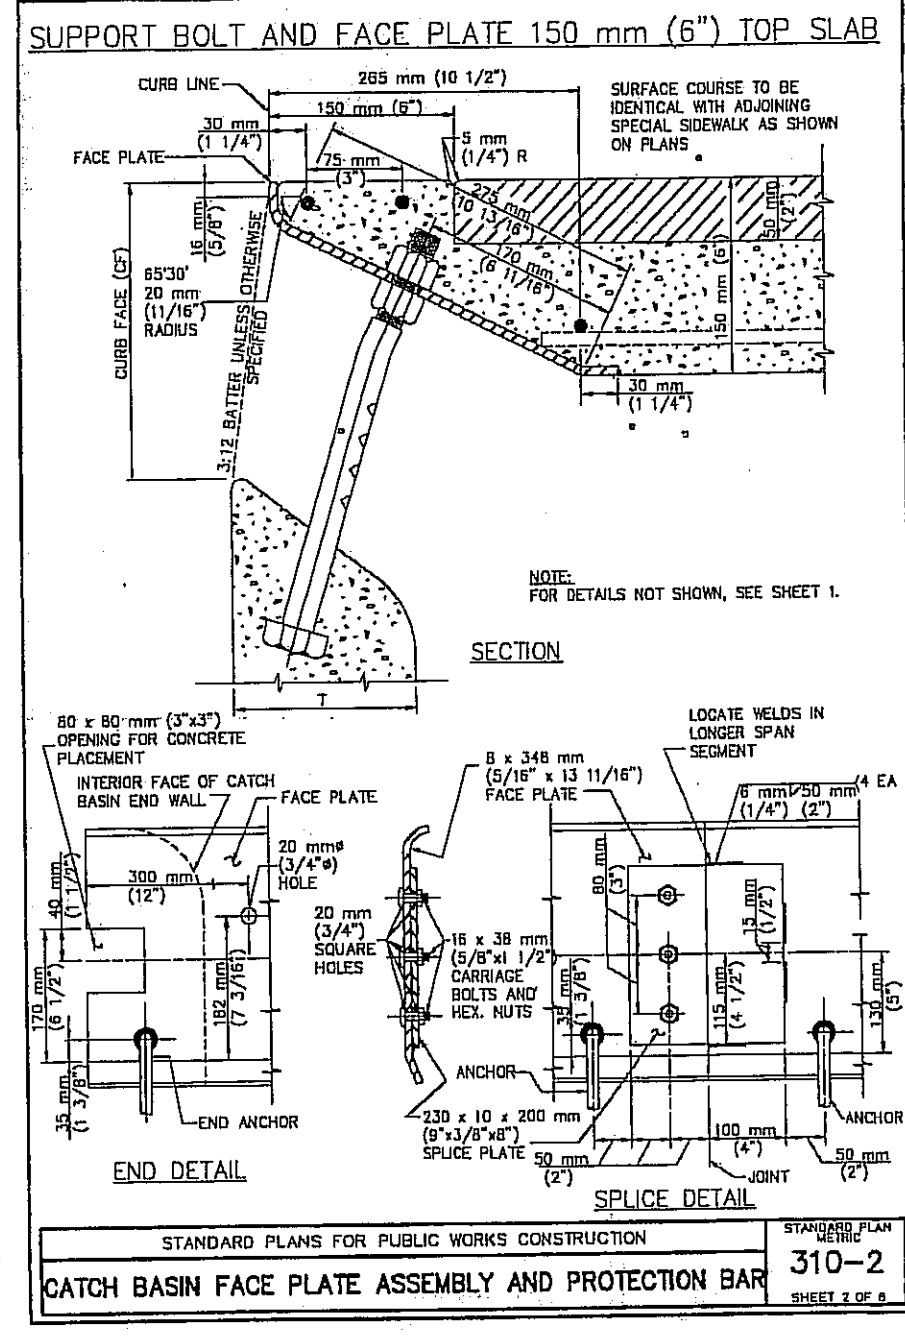 SUPPORT BOLT AND FACE PLATE 150 mm (6") TOP SLAB
CURB LINE
265 mm (10 1/2")
150 mm (6")
30 mm
(1 1/4")
75 mm
(3")
5 mm
(1/4") R
SURFACE COURSE TO BE
IDENTICAL WITH ADJOINING
SPECIAL SIDEWALK AS SHOWN
ON PLANS
FACE PLATE
16 mm
(5/8")
275 mm
(10 13/16")
170 mm
(6 11/16")
50 mm
(2")
150 mm (6")
CURB FACE (CF)
65'30'
20 mm
(11/16")
RADIUS
3:12 BATTER UNLESS OTHERWISE
SPECIFIED
30 mm
(1 1/4")
NOTE:
FOR DETAILS NOT SHOWN, SEE SHEET 1.
SECTION
T
80 x 80 mm (3"x3")
OPENING FOR CONCRETE
PLACEMENT
INTERIOR FACE OF CATCH
BASIN END WALL
FACE PLATE
300 mm
(12")
20 mmø
(3/4"ø)
HOLE
40 mm
(1 1/2")
170 mm
(6 1/2")
182 mm
(7 3/16")
35 mm
(1 3/8")
END ANCHOR
END DETAIL
8 x 348 mm
(5/16" x 13 11/16")
FACE PLATE
20 mm
(3/4")
SQUARE
HOLES
16 x 38 mm
(5/8"x1 1/2")
CARRIAGE
BOLTS AND
HEX. NUTS
230 x 10 x 200 mm
(9"x3/8"x8")
SPLICE PLATE
LOCATE WELDS IN
LONGER SPAN
SEGMENT
6 mm 50 mm (4 EA
(1/4") (2")
80 mm
(3")
15 mm
(1/2")
35 mm
(1 3/8")
115 mm
(4 1/2")
130 mm
(5")
ANCHOR
ANCHOR
50 mm
(2")
100 mm
(4")
50 mm
(2")
JOINT
SPLICE DETAIL
STANDARD PLANS FOR PUBLIC WORKS CONSTRUCTION
CATCH BASIN FACE PLATE ASSEMBLY AND PROTECTION BAR
STANDARD PLAN
METRIC
310-2
SHEET 2 OF 6